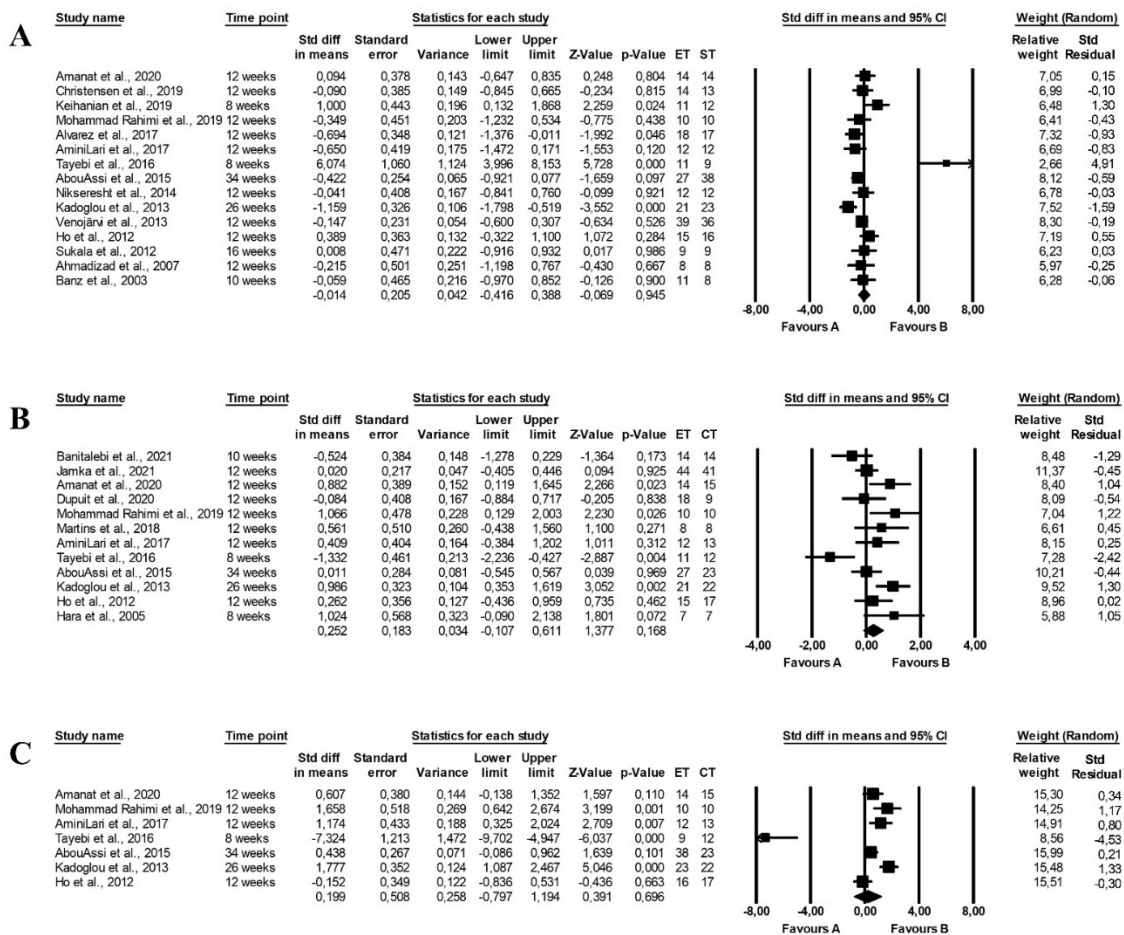 A
Study name Time point Statistics for each study Std diff in means and 95% CI Weight (Random)
Std diff in means Standard error Variance Lower limit Upper limit Z-Value p-Value ET ST Relative weight Std Residual
Amanat et al., 2020 12 weeks 0,094 0,378 0,143 -0,647 0,835 0,248 0,804 14 14 7,05 0,15
Christensen et al., 2019 12 weeks -0,090 0,385 0,149 -0,845 0,665 -0,234 0,815 14 13 6,99 -0,10
Keihanian et al., 2019 8 weeks 1,000 0,443 0,196 0,132 1,868 2,259 0,024 11 12 6,48 1,30
Mohammad Rahimi et al., 2019 12 weeks -0,349 0,451 0,203 -1,232 0,534 -0,775 0,438 10 10 6,41 -0,43
Alvarez et al., 2017 12 weeks -0,694 0,348 0,121 -1,376 -0,011 -1,992 0,046 18 17 7,32 -0,93
AminiLari et al., 2017 12 weeks -0,650 0,419 0,175 -1,472 0,171 -1,553 0,120 12 12 6,69 -0,83
Tayebi et al., 2016 8 weeks 6,074 1,060 1,124 3,996 8,153 5,728 0,000 11 9 2,66 4,91
AbouAssi et al., 2015 34 weeks -0,422 0,254 0,065 -0,921 0,077 -1,659 0,097 27 38 8,12 -0,59
Nikseresht et al., 2014 12 weeks -0,041 0,408 0,167 -0,841 0,760 -0,099 0,921 12 12 6,78 -0,03
Kadoglou et al., 2013 26 weeks -1,159 0,326 0,106 -1,798 -0,519 -3,552 0,000 21 23 7,52 -1,59
Venojärvi et al., 2013 12 weeks -0,147 0,231 0,054 -0,600 0,307 -0,634 0,526 39 36 8,30 -0,19
Ho et al., 2012 12 weeks 0,389 0,363 0,132 -0,322 1,100 1,072 0,284 15 16 7,19 0,55
Sukala et al., 2012 16 weeks 0,008 0,471 0,222 -0,916 0,932 0,017 0,986 9 9 6,23 0,03
Ahmadizad et al., 2007 12 weeks -0,215 0,501 0,251 -1,198 0,767 -0,430 0,667 8 8 5,97 -0,25
Banz et al., 2003 10 weeks -0,059 0,465 0,216 -0,970 0,852 -0,126 0,900 11 8 6,28 -0,06
-0,014 0,205 0,042 -0,416 0,388 -0,069 0,945
-8,00 -4,00 0,00 4,00 8,00
Favours A Favours B
B
Study name Time point Statistics for each study Std diff in means and 95% CI Weight (Random)
Std diff in means Standard error Variance Lower limit Upper limit Z-Value p-Value ET CT Relative weight Std Residual
Banitalebi et al., 2021 10 weeks -0,524 0,384 0,148 -1,278 0,229 -1,364 0,173 14 14 8,48 -1,29
Jamka et al., 2021 12 weeks 0,020 0,217 0,047 -0,405 0,446 0,094 0,925 44 41 11,37 -0,45
Amanat et al., 2020 12 weeks 0,882 0,389 0,152 0,119 1,645 2,266 0,023 14 15 8,40 1,04
Dupuit et al., 2020 12 weeks -0,084 0,408 0,167 -0,884 0,717 -0,205 0,838 18 9 8,09 -0,54
Mohammad Rahimi et al., 2019 12 weeks 1,066 0,478 0,228 0,129 2,003 2,230 0,026 10 10 7,04 1,22
Martins et al., 2018 12 weeks 0,561 0,510 0,260 -0,438 1,560 1,100 0,271 8 8 6,61 0,45
AminiLari et al., 2017 12 weeks 0,409 0,404 0,164 -0,384 1,202 1,011 0,312 12 13 8,15 0,25
Tayebi et al., 2016 8 weeks -1,332 0,461 0,213 -2,236 -0,427 -2,887 0,004 11 12 7,28 -2,42
AbouAssi et al., 2015 34 weeks 0,011 0,284 0,081 -0,545 0,567 0,039 0,969 27 23 10,21 -0,44
Kadoglou et al., 2013 26 weeks 0,986 0,323 0,104 0,353 1,619 3,052 0,002 21 22 9,52 1,30
Ho et al., 2012 12 weeks 0,262 0,356 0,127 -0,436 0,959 0,735 0,462 15 17 8,96 0,02
Hara et al., 2005 8 weeks 1,024 0,568 0,323 -0,090 2,138 1,801 0,072 7 7 5,88 1,05
0,252 0,183 0,034 -0,107 0,611 1,377 0,168
-4,00 -2,00 0,00 2,00 4,00
Favours A Favours B
C
Study name Time point Statistics for each study Std diff in means and 95% CI Weight (Random)
Std diff in means Standard error Variance Lower limit Upper limit Z-Value p-Value ET CT Relative weight Std Residual
Amanat et al., 2020 12 weeks 0,607 0,380 0,144 -0,138 1,352 1,597 0,110 14 15 15,30 0,34
Mohammad Rahimi et al., 2019 12 weeks 1,658 0,518 0,269 0,642 2,674 3,199 0,001 10 10 14,25 1,17
AminiLari et al., 2017 12 weeks 1,174 0,433 0,188 0,325 2,024 2,709 0,007 12 13 14,91 0,80
Tayebi et al., 2016 8 weeks -7,324 1,213 1,472 -9,702 -4,947 -6,037 0,000 9 12 8,56 -4,53
AbouAssi et al., 2015 34 weeks 0,438 0,267 0,071 -0,086 0,962 1,639 0,101 38 23 15,99 0,21
Kadoglou et al., 2013 26 weeks 1,777 0,352 0,124 1,087 2,467 5,046 0,000 23 22 15,48 1,33
Ho et al., 2012 12 weeks -0,152 0,349 0,122 -0,836 0,531 -0,436 0,663 16 17 15,51 -0,30
0,199 0,508 0,258 -0,797 1,194 0,391 0,696
-8,00 -4,00 0,00 4,00 8,00
Favours A Favours B